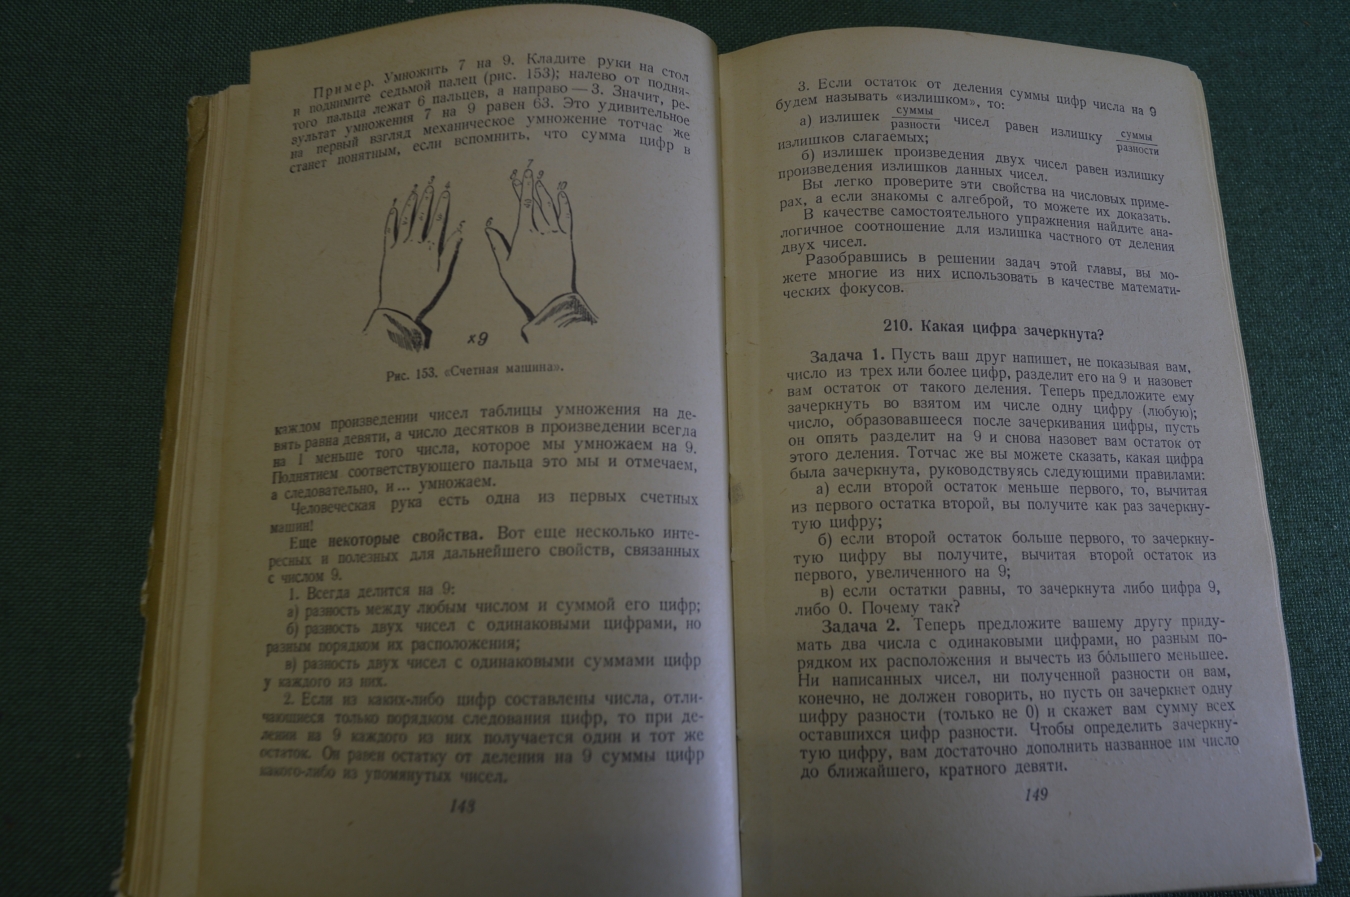 Пример. Умножить 7 на 9. Кладите руки на стол
и поднимите седьмой палец (рис. 153); налево от подня-
того пальца лежат 6 пальцев, а направо — 3. Значит, ре-
зультат умножения 7 на 9 равен 63. Это удивительное
на первый взгляд механическое умножение тотчас же
станет понятным, если вспомнить, что сумма цифр в
×9
Рис. 153. «Счетная машина».
каждом произведении чисел таблицы умножения на де-
вять равна девяти, а число десятков в произведении всегда
на 1 меньше того числа, которое мы умножаем на 9.
Поднятием соответствующего пальца это мы и отмечаем,
а следовательно, и... умножаем.
Человеческая рука есть одна из первых счетных
машин!
Еще некоторые свойства. Вот еще несколько инте-
ресных и полезных для дальнейшего свойств, связанных
с числом 9.
1. Всегда делится на 9:
а) разность между любым числом и суммой его цифр;
б) разность двух чисел с одинаковыми цифрами, но
разным порядком их расположения;
в) разность двух чисел с одинаковыми суммами цифр
у каждого из них.
2. Если из каких-либо цифр составлены числа, отли-
чающиеся только порядком следования цифр, то при де-
лении на 9 каждого из них получается один и тот же
остаток. Он равен остатку от деления на 9 суммы цифр
какого-либо из упомянутых чисел.
148
3. Если остаток от деления суммы цифр числа на 9
будем называть «излишком», то:
а) излишек суммы/разности чисел равен излишку суммы/разности
излишков слагаемых;
б) излишек произведения двух чисел равен излишку
произведения излишков данных чисел.
Вы легко проверите эти свойства на числовых приме-
рах, а если знакомы с алгеброй, то можете их доказать.
В качестве самостоятельного упражнения найдите ана-
логичное соотношение для излишка частного от деления
двух чисел.
Разобравшись в решении задач этой главы, вы мо-
жете многие из них использовать в качестве математи-
ческих фокусов.
210. Какая цифра зачеркнута?
Задача 1. Пусть ваш друг напишет, не показывая вам,
число из трех или более цифр, разделит его на 9 и назовет
вам остаток от такого деления. Теперь предложите ему
зачеркнуть во взятом им числе одну цифру (любую);
число, образовавшееся после зачеркивания цифры, пусть
он опять разделит на 9 и снова назовет вам остаток от
этого деления. Тотчас же вы можете сказать, какая цифра
была зачеркнута, руководствуясь следующими правилами:
а) если второй остаток меньше первого, то, вычитая
из первого остатка второй, вы получите как раз зачеркну-
тую цифру;
б) если второй остаток больше первого, то зачеркну-
тую цифру вы получите, вычитая второй остаток из
первого, увеличенного на 9;
в) если остатки равны, то зачеркнута либо цифра 9,
либо 0. Почему так?
Задача 2. Теперь предложите вашему другу приду-
мать два числа с одинаковыми цифрами, но разным по-
рядком их расположения и вычесть из бо́льшего меньшее.
Ни написанных чисел, ни полученной разности он вам,
конечно, не должен говорить, но пусть он зачеркнет одну
цифру разности (только не 0) и скажет вам сумму всех
оставшихся цифр разности. Чтобы определить зачеркну-
тую цифру, вам достаточно дополнить названное им число
до ближайшего, кратного девяти.
149